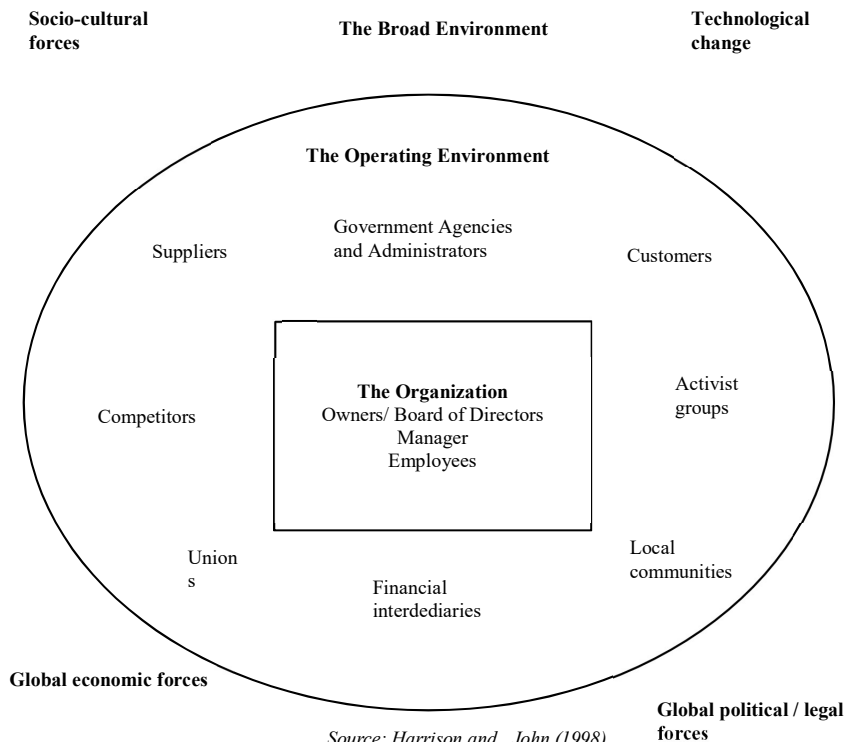 Socio-cultural
forces
The Broad Environment
Technological
change
The Operating Environment
Government Agencies
and Administrators
Suppliers
Customers
The Organization
Owners/ Board of Directors
Manager
Employees
Activist
groups
Competitors
Union
s
Financial
interdediaries
Local
communities
Global economic forces
Global political / legal
forces
Source: Harrison and , John (1998)